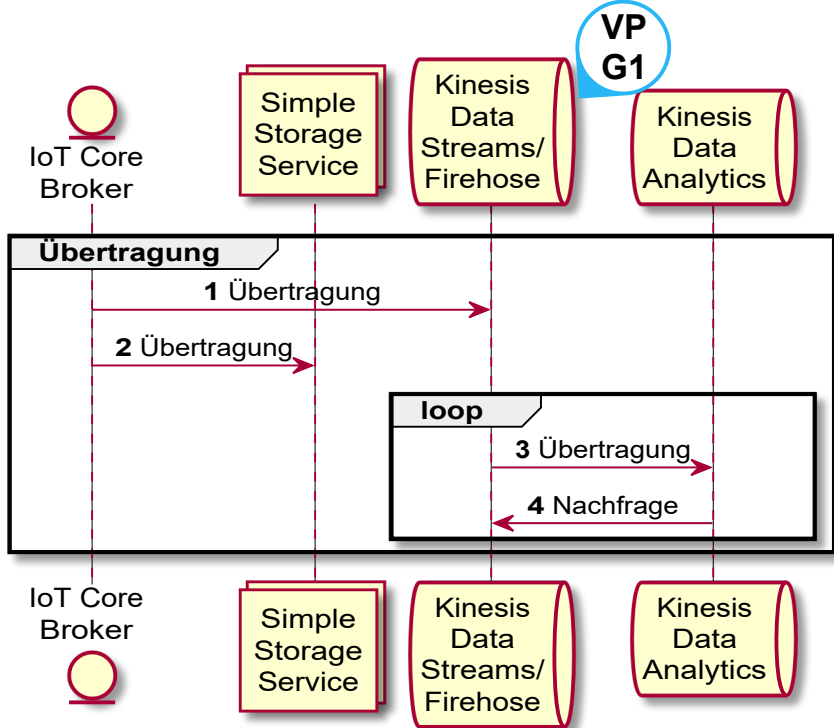 VP
G1
IoT Core
Broker
Simple
Storage
Service
Kinesis
Data
Streams/
Firehose
Kinesis
Data
Analytics
Übertragung
1 Übertragung
2 Übertragung
loop
3 Übertragung
4 Nachfrage
IoT Core
Broker
Simple
Storage
Service
Kinesis
Data
Streams/
Firehose
Kinesis
Data
Analytics